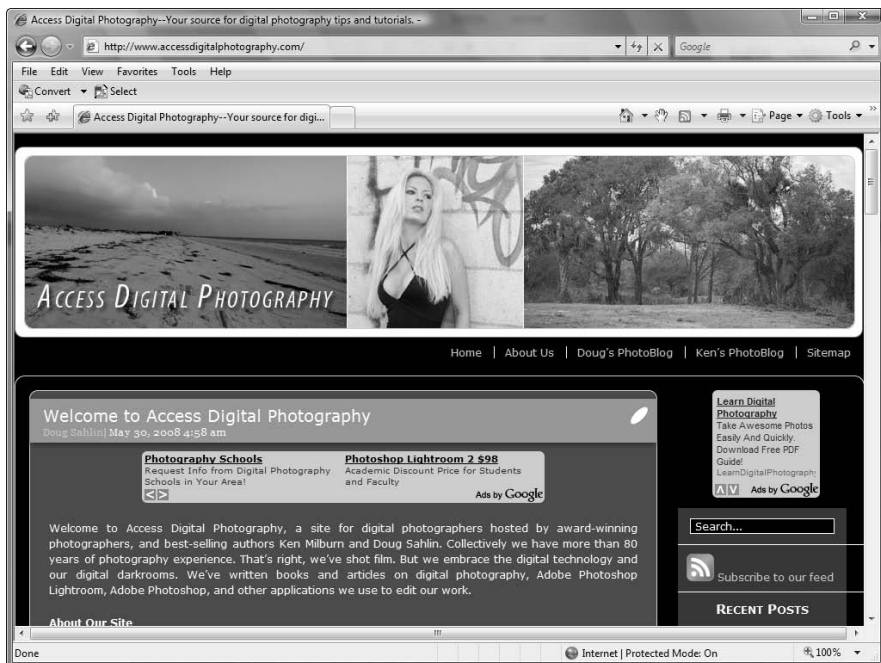 Access Digital Photography--Your source for digital photography tips and tutorials. -
http://www.accessdigitalphotography.com/
Google
File Edit View Favorites Tools Help
Convert Select
Access Digital Photography--Your source for digi...
Page Tools
ACCESS DIGITAL PHOTOGRAPHY
Home | About Us | Doug's PhotoBlog | Ken's PhotoBlog | Sitemap
Welcome to Access Digital Photography
Doug Sahlin| May 30, 2008 4:58 am
Photography Schools
Request Info from Digital Photography
Schools in Your Area!
Photoshop Lightroom 2 $98
Academic Discount Price for Students
and Faculty
Ads by Google
Learn Digital
Photography
Take Awesome Photos
Easily And Quickly.
Download Free PDF
Guide!
LearnDigitalPhotograph
Ads by Google
Welcome to Access Digital Photography, a site for digital photographers hosted by award-winning
photographers, and best-selling authors Ken Milburn and Doug Sahlin. Collectively we have more than 80
years of photography experience. That's right, we've shot film. But we embrace the digital technology and
our digital darkrooms. We've written books and articles on digital photography, Adobe Photoshop
Lightroom, Adobe Photoshop, and other applications we use to edit our work.
About Our Site
Search...
Subscribe to our feed
RECENT POSTS
Done
Internet | Protected Mode: On
100%